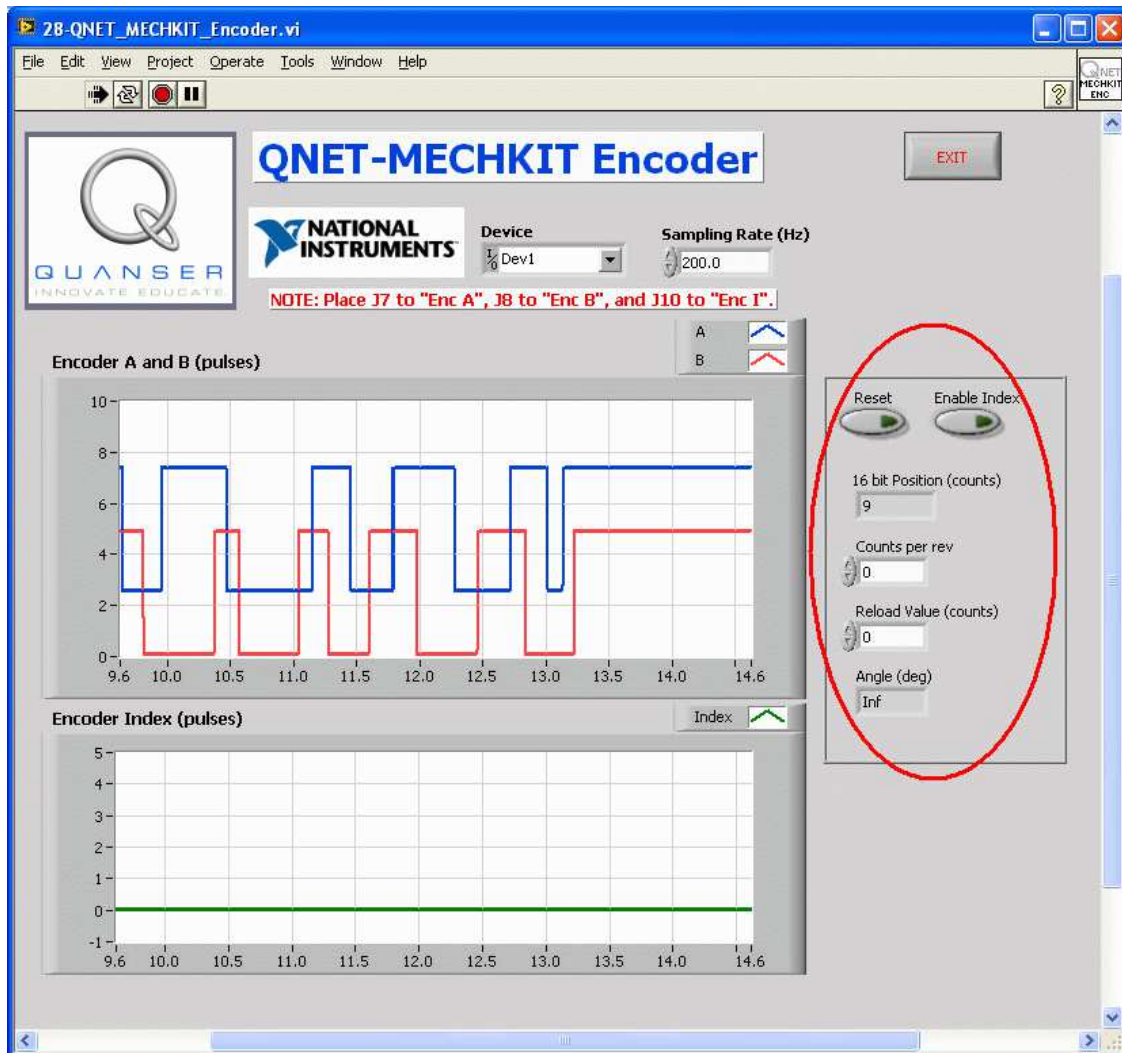 28-QNET_MECHKIT_Encoder.vi
File Edit View Project Operate Tools Window Help
QNET
MECHKIT
ENC
QUANSER
INNOVATE EDUCATE
QNET-MECHKIT Encoder
EXIT
NATIONAL
INSTRUMENTS
Device
I/O Dev1
Sampling Rate (Hz)
200.0
NOTE: Place J7 to "Enc A", J8 to "Enc B", and J10 to "Enc I".
Encoder A and B (pulses)
A
B
10
8
6
4
2
0
9.6 10.0 10.5 11.0 11.5 12.0 12.5 13.0 13.5 14.0 14.6
Reset Enable Index
16 bit Position (counts)
9
Counts per rev
0
Reload Value (counts)
0
Angle (deg)
Inf
Encoder Index (pulses)
Index
5
4
3
2
1
0
-1
9.6 10.0 10.5 11.0 11.5 12.0 12.5 13.0 13.5 14.0 14.6